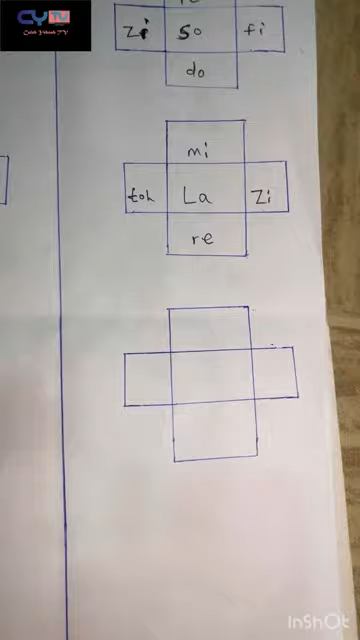 CYTV
Zi so fi
do
mi
toh La Zi
re
InShOt